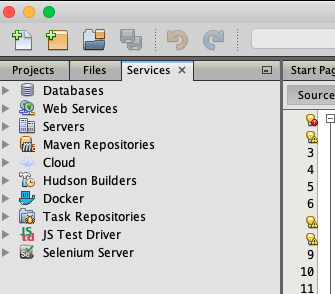 Projects Files Services Start Pag
Source
Databases
Web Services
Servers
Maven Repositories
Cloud
Hudson Builders
Docker
Task Repositories
JS Test Driver
Selenium Server
3
4
5
6
9
10
11